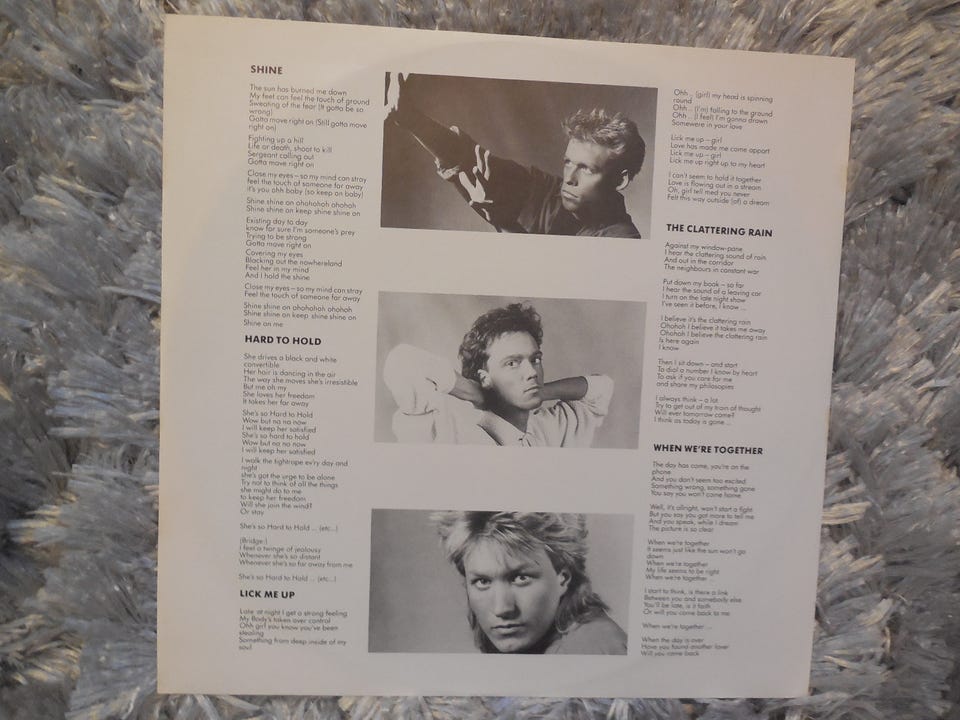 SHINE
The sun has burned me down
My feet can feel the touch of ground
Sweating of the fear (It gotta be so
wrong)
Gotta move right on (Still gotta move
right on)
Fighting up a hill
Life or death, shoot to kill
Sergeant calling out
Gotta move right on
Close my eyes – so my mind can stray
feel the touch of someone far away
it's you ohh baby (so keep on baby)
Shine shine on ohohohoh ohohoh
Shine shine on keep shine shine on
Existing day to day
know for sure I'm someone's prey
Trying to be strong
Gotta move right on
Covering my eyes
Blacking out the nowhereland
Feel her in my mind
And I hold the shine
Close my eyes – so my mind can stray
Feel the touch of someone far away
Shine shine on ohohohoh ohohoh
Shine shine on keep shine shine on
Shine on me
HARD TO HOLD
She drives a black and white
convertible
Her hair is dancing in the air
The way she moves she's irresistible
But me oh my
She loves her freedom
It takes her far away
She's so Hard to Hold
Wow but no na now
I will keep her satisfied
She's so hard to hold
Wow but no na now
I will keep her satisfied
I walk the tightrope ev'ry day and
night
she's got the urge to be alone
Try not to think of all the things
she might do to me
to keep her freedom
Will she join the wind?
Or stay
She's so Hard to Hold ... (etc...)
(Bridge:)
I feel a twinge of jealousy
Whenever she's so distant
Whenever she's so far away from me
She's so Hard to Hold ... (etc...)
LICK ME UP
Late at night I get a strong feeling
My Body's taken over control
Ohh girl you know you've been
stealing
Something from deep inside of my
soul
Ohh .. (girl) my head is spinning
round
Ohh .. (I'm) falling to the ground
Ohh .. (I feel) I'm gonna drown
Somewere in your love
Lick me up – girl
Love has made me come appart
Lick me up – girl
Lick me up right up to my heart
I can't seem to hold it together
Love is flowing out in a stream
Oh, girl tell med you never
Felt this way outside (of) a dream
THE CLATTERING RAIN
Against my window-pane
I hear the clattering sound of rain
And out in the corridor
The neighbours in constant war
Put down my book – so far
I hear the sound of a leaving car
I turn on the late night show
I've seen it before, I know ...
I believe it's the clattering rain
Ohohoh I believe it takes me away
Ohohoh I believe the clattering rain
Is here again
I know
Then I sit down – and start
To dial a number I know by heart
To ask if you care for me
and share my philosopies
I always think – a lot
Try to get out of my train of thought
Will ever tomorrow come?
I think as today is gone ...
WHEN WE'RE TOGETHER
The day has come, you're on the
phone
And you don't seem too excited
Something wrong, something gone
You say you won't come home
Well, it's allright, won't start a fight
But you say you got more to tell me
And you speak, while I dream
The picture is so clear
When we're together
It seems just like the sun won't go
down
When we're together
My life seems to be right
When we're together ...
I start to think, is there a link
Between you and somebody else
You'll be late, is it faith
Or will you come back to me
When we're together ...
When the day is over
Have you found another lover
Will you come back